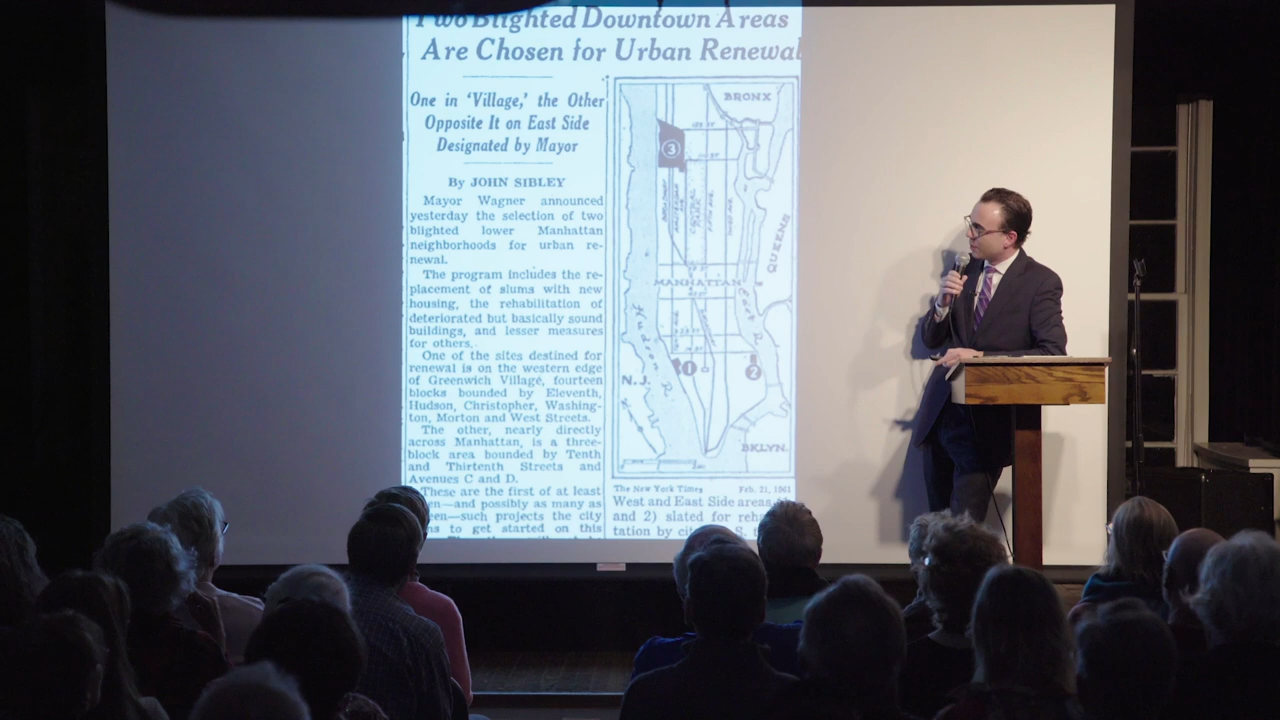 Two Blighted Downtown Areas
Are Chosen for Urban Renewal
One in ‘Village,’ the Other
Opposite It on East Side
Designated by Mayor
By JOHN SIBLEY
Mayor Wagner announced
yesterday the selection of two
blighted lower Manhattan
neighborhoods for urban re-
newal.
The program includes the re-
placement of slums with new
housing, the rehabilitation of
deteriorated but basically sound
buildings, and lesser measures
for others.
One of the sites destined for
renewal is on the western edge
of Greenwich Village, fourteen
blocks bounded by Eleventh,
Hudson, Christopher, Washing-
ton, Morton and West Streets.
The other, nearly directly
across Manhattan, is a three-
block area bounded by Tenth
and Thirteenth Streets and
Avenues C and D.
These are the first of at least
een—and possibly as many as
een—such projects the city
ns to get started on this
BRONX
3
QUEENS
MANHATTAN
Hudson R.
East R.
N.J.
1
2
BKLYN.
The New York Times Feb. 21, 1961
West and East Side areas
and 2) slated for reha
tation by cit